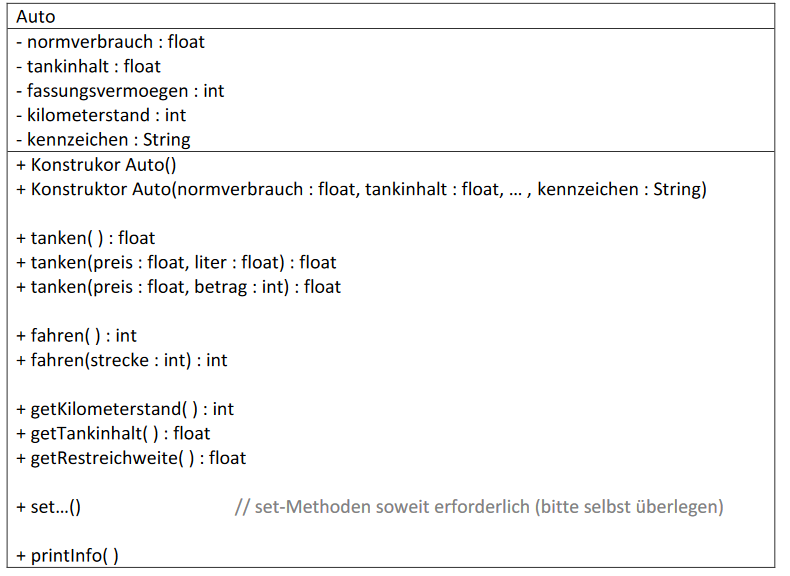 Auto
- normverbrauch : float
- tankinhalt : float
- fassungsvermoegen : int
- kilometerstand : int
- kennzeichen : String
+ Konstrukor Auto()
+ Konstruktor Auto(normverbrauch : float, tankinhalt : float, … , kennzeichen : String)
+ tanken( ) : float
+ tanken(preis : float, liter : float) : float
+ tanken(preis : float, betrag : int) : float
+ fahren( ) : int
+ fahren(strecke : int) : int
+ getKilometerstand( ) : int
+ getTankinhalt( ) : float
+ getRestreichweite( ) : float
+ set…() // set-Methoden soweit erforderlich (bitte selbst überlegen)
+ printInfo( )